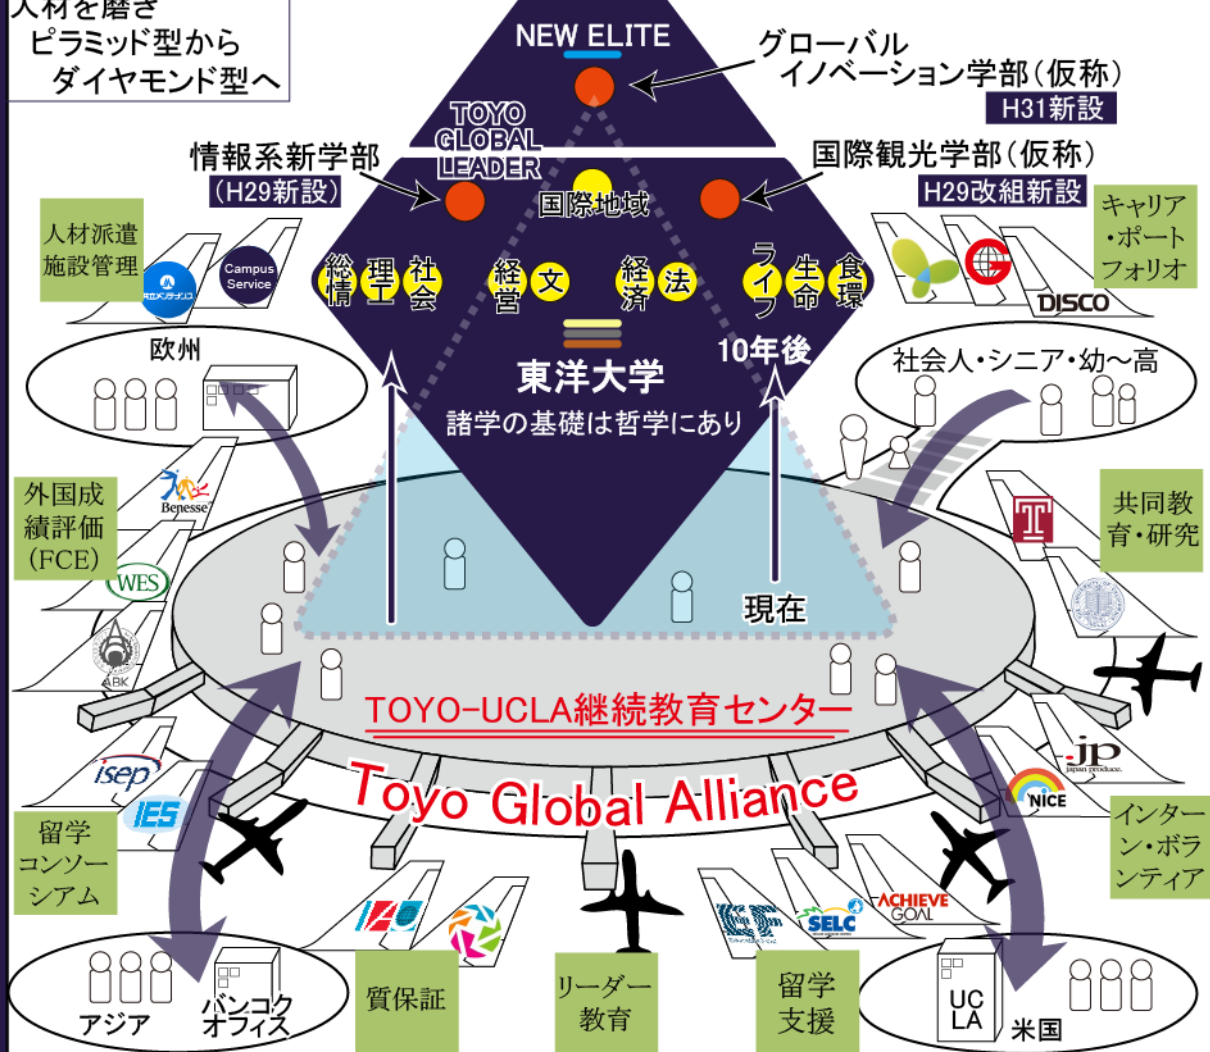 人材を磨き
ピラミッド型から
ダイヤモンド型へ
NEW ELITE
グローバル
イノベーション学部(仮称)
H31新設
TOYO
GLOBAL
LEADER
情報系新学部
(H29新設)
国際観光学部(仮称)
H29改組新設
国際地域
人材派遣
施設管理
共立メンテナンス
Campus
Service
キャリア
・ポート
フォリオ
G
DISCO
総情
理工
社会
経営
文
経済
法
ライフ
生命
食環
東洋大学
諸学の基礎は哲学にあり
10年後
現在
欧州
社会人・シニア・幼〜高
外国成
績評価
(FCE)
Benesse
WES
ABK
共同教
育・研究
T
TOYO-UCLA継続教育センター
Toyo Global Alliance
isep
IES
留学
コンソー
シアム
.jp
japan produce.
NICE
インター
ン・ボラ
ンティア
IAU
EF
SELC
ACHIEVE
GOAL
アジア
バンコク
オフィス
質保証
リーダー
教育
留学
支援
UC
LA
米国